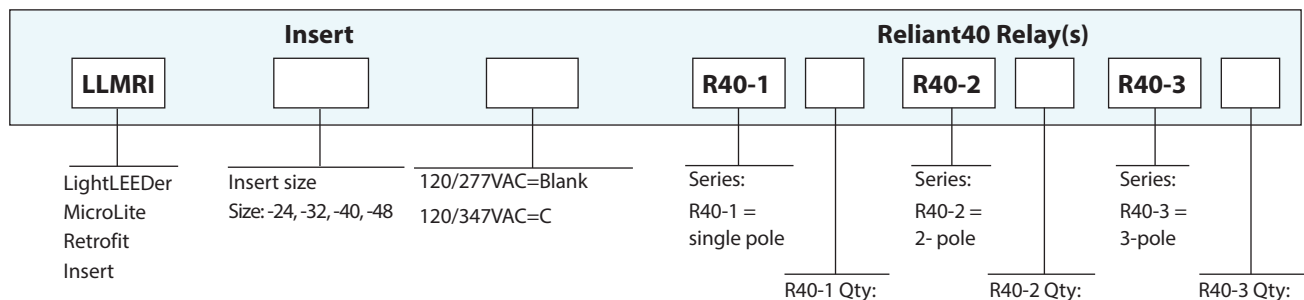 Insert
Reliant40 Relay(s)
LLMRI
R40-1
R40-2
R40-3
LightLEEDer
MicroLite
Retrofit
Insert
Insert size
Size: -24, -32, -40, -48
120/277VAC=Blank
120/347VAC=C
Series:
R40-1 =
single pole
R40-1 Qty:
Series:
R40-2 =
2- pole
R40-2 Qty:
Series:
R40-3 =
3-pole
R40-3 Qty: